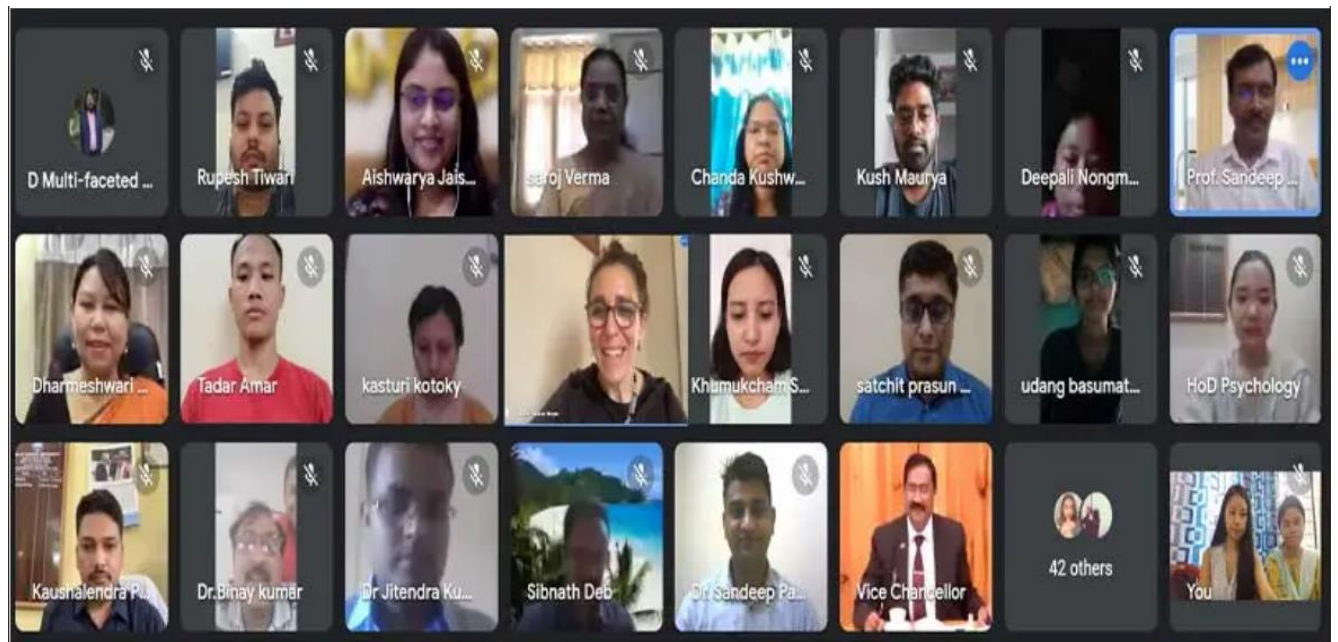 D Multi-faceted ...
Rupesh Tiwari
Aishwarya Jais...
saroj Verma
Chanda Kushw...
Kush Maurya
Deepali Nongm...
Prof. Sandeep ...
Dharmeshwari ...
Tadar Amar
kasturi kotoky
Khumukcham S...
satchit prasun ...
udang basumat...
HoD Psychology
Kaushalendra P...
Dr.Binay kumar
Dr Jitendra Ku...
Sibnath Deb
Dr. Sandeep Pa...
Vice Chancellor
42 others
You